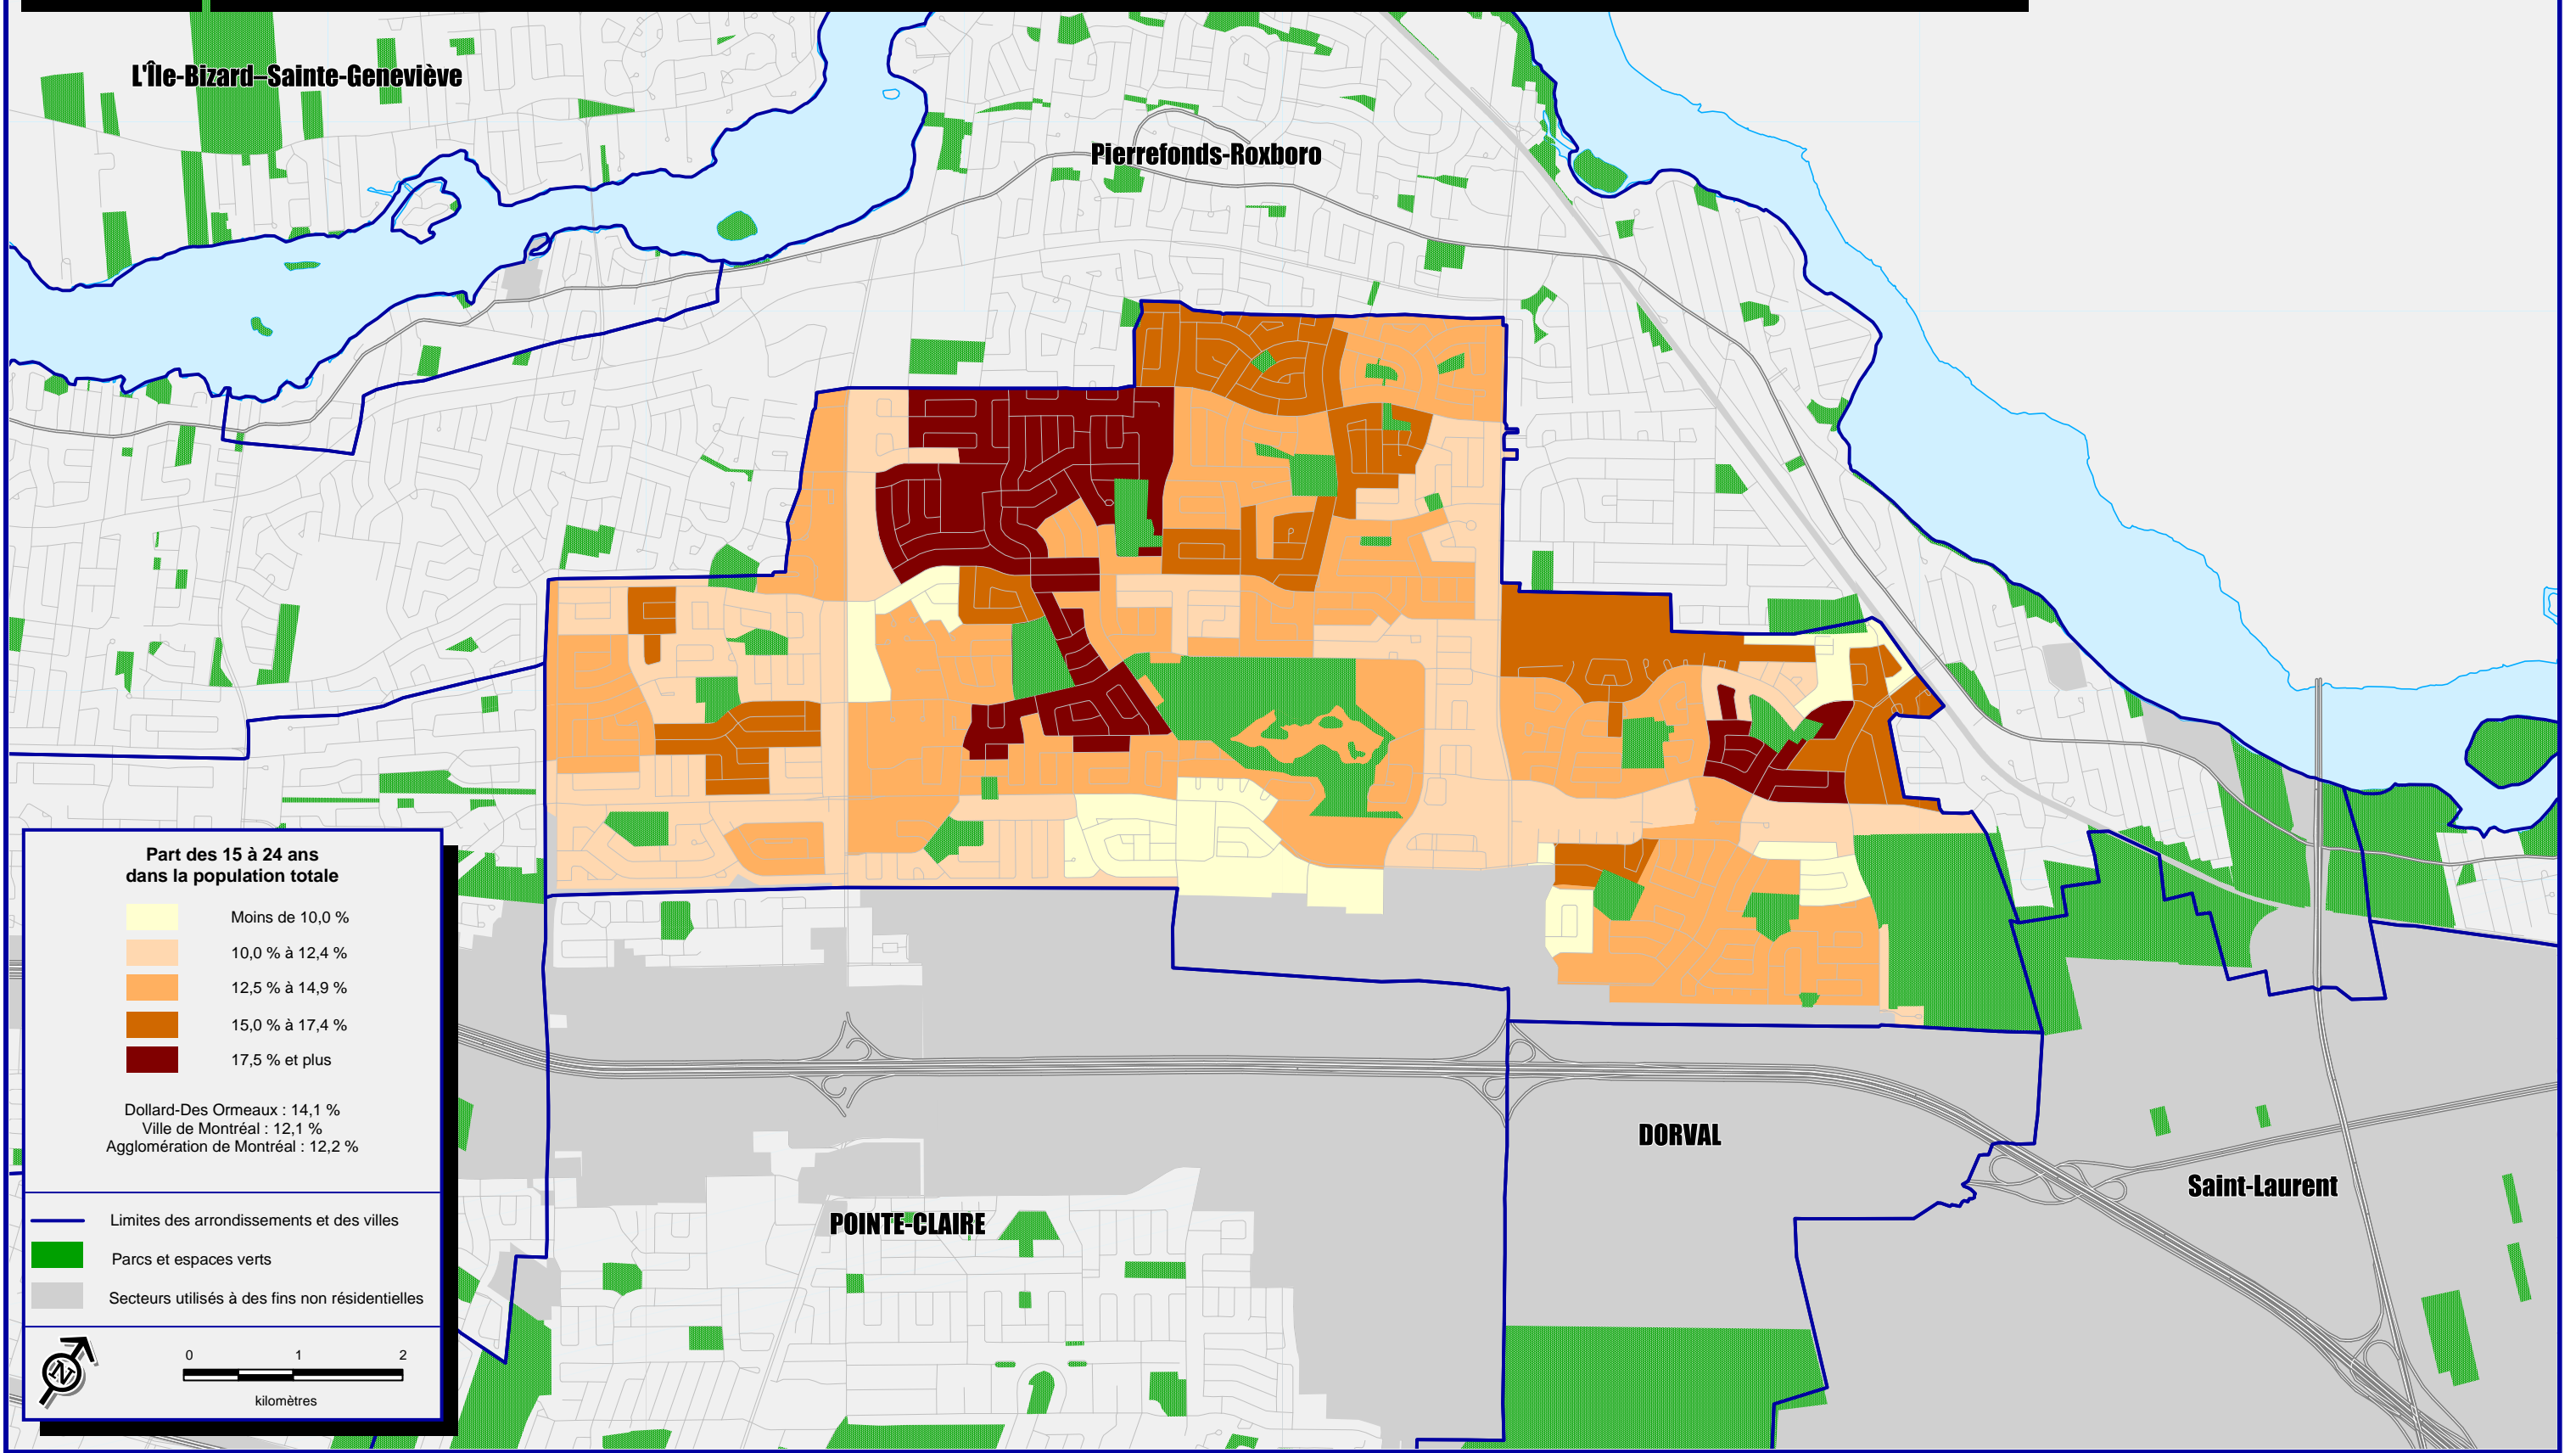 L'Île-Bizard–Sainte-Geneviève
Pierrefonds-Roxboro
Part des 15 à 24 ans
dans la population totale
Moins de 10,0 %
10,0 % à 12,4 %
12,5 % à 14,9 %
15,0 % à 17,4 %
17,5 % et plus
Dollard-Des Ormeaux : 14,1 %
Ville de Montréal : 12,1 %
Agglomération de Montréal : 12,2 %
Limites des arrondissements et des villes
Parcs et espaces verts
Secteurs utilisés à des fins non résidentielles
N
0 1 2
kilomètres
DORVAL
Saint-Laurent
POINTE-CLAIRE